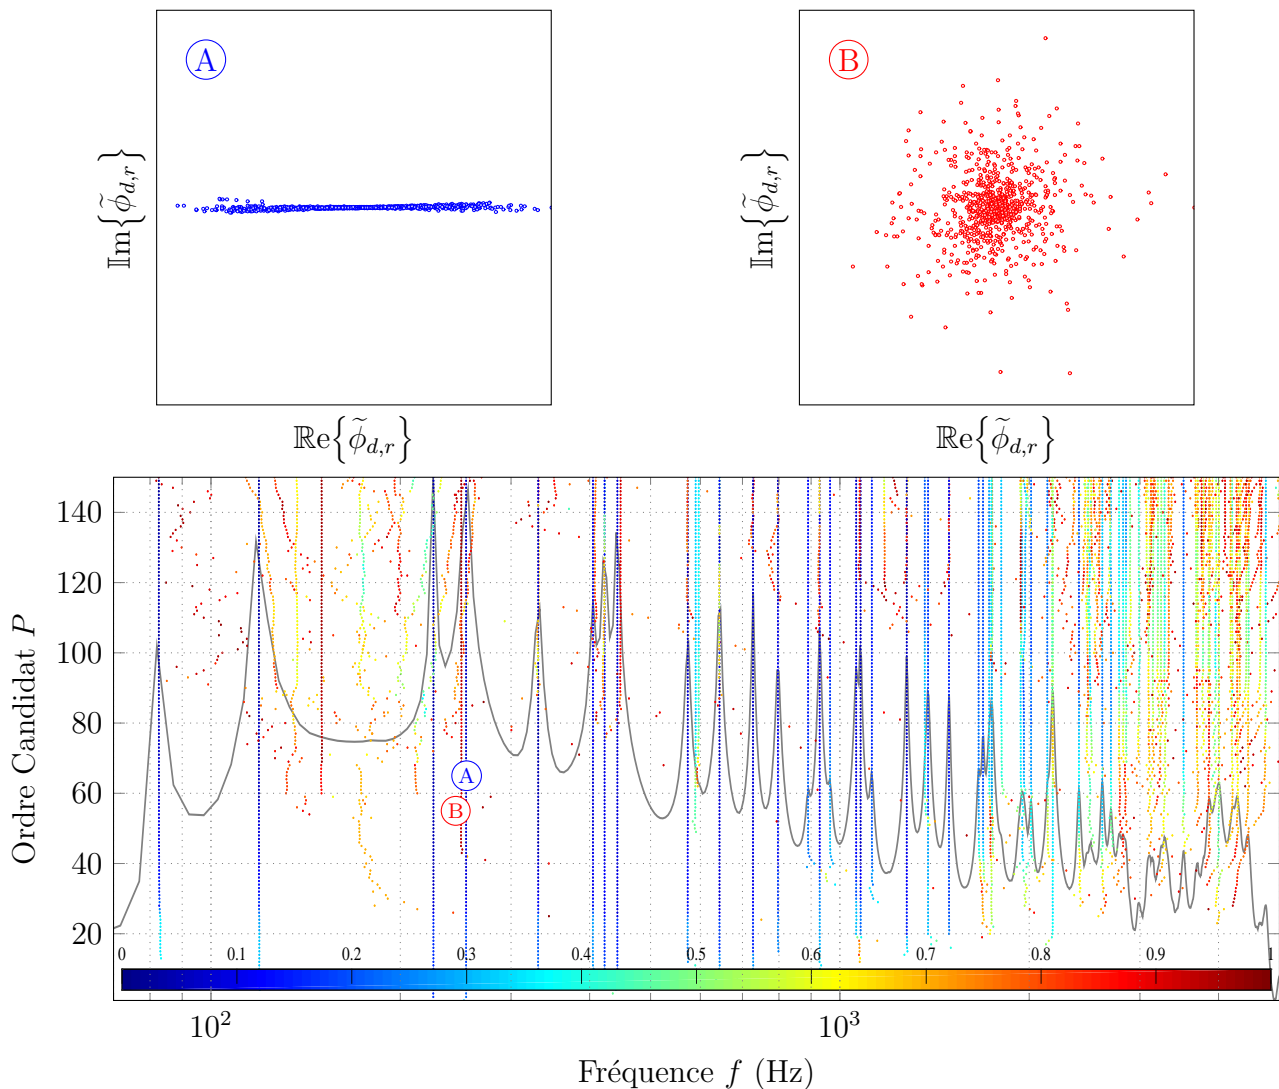 A
B
𝕀m{ϕ̃_{d,r}}
𝕀m{ϕ̃_{d,r}}
ℝe{ϕ̃_{d,r}}
ℝe{ϕ̃_{d,r}}
140
120
100
80
60
40
20
Ordre Candidat P
A
B
0 0.1 0.2 0.3 0.4 0.5 0.6 0.7 0.8 0.9 1
10² 10³
Fréquence f (Hz)